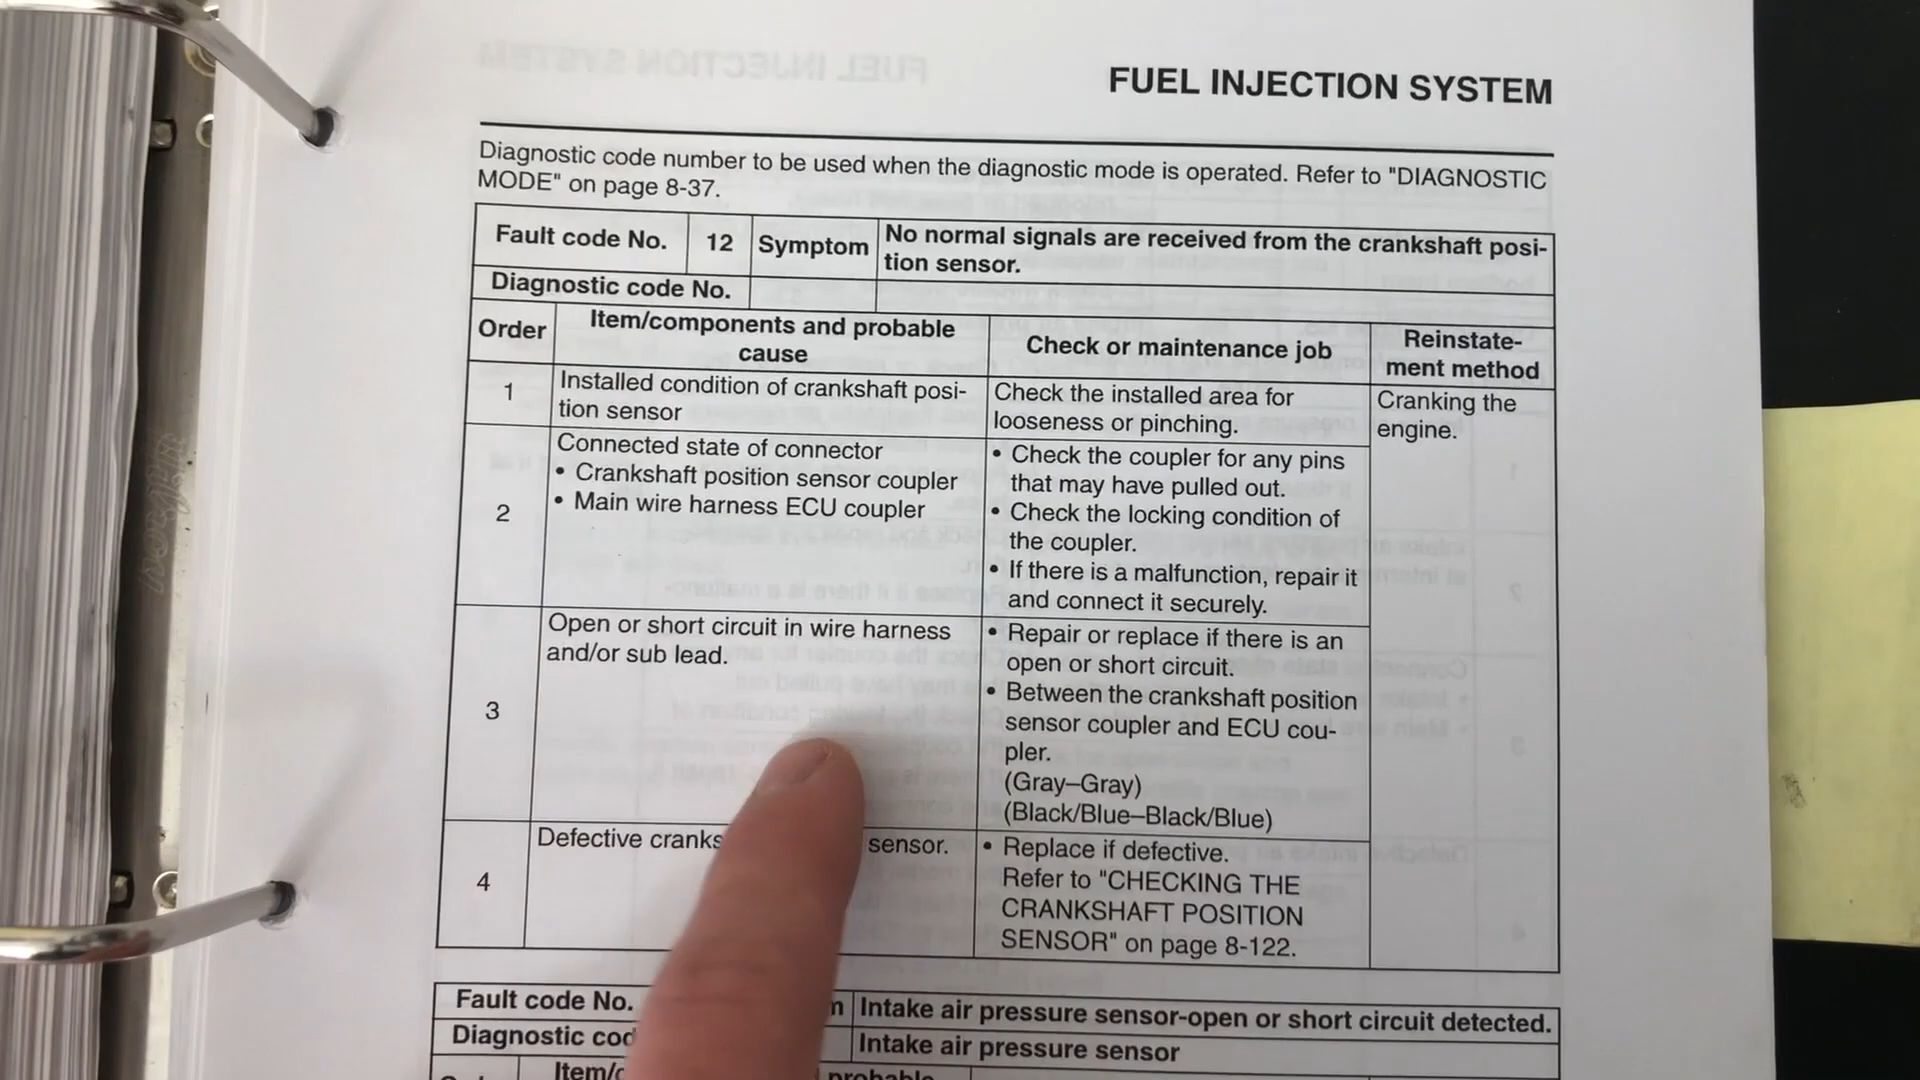 FUEL INJECTION SYSTEM
Diagnostic code number to be used when the diagnostic mode is operated. Refer to "DIAGNOSTIC
MODE" on page 8-37.
Fault code No. 12 Symptom No normal signals are received from the crankshaft posi-
tion sensor.
Diagnostic code No.
Order
Item/components and probable
cause
Check or maintenance job
Reinstate-
ment method
1
Installed condition of crankshaft posi-
tion sensor
Check the installed area for
looseness or pinching.
Cranking the
engine.
2
Connected state of connector
• Crankshaft position sensor coupler
• Main wire harness ECU coupler
• Check the coupler for any pins
that may have pulled out.
• Check the locking condition of
the coupler.
• If there is a malfunction, repair it
and connect it securely.
3
Open or short circuit in wire harness
and/or sub lead.
• Repair or replace if there is an
open or short circuit.
• Between the crankshaft position
sensor coupler and ECU cou-
pler.
(Gray–Gray)
(Black/Blue–Black/Blue)
4
Defective sensor.
• Replace if defective.
Refer to "CHECKING THE
CRANKSHAFT POSITION
SENSOR" on page 8-122.
Fault code No. Intake air pressure sensor-open or short circuit detected.
Diagnostic Intake air pressure sensor
probable